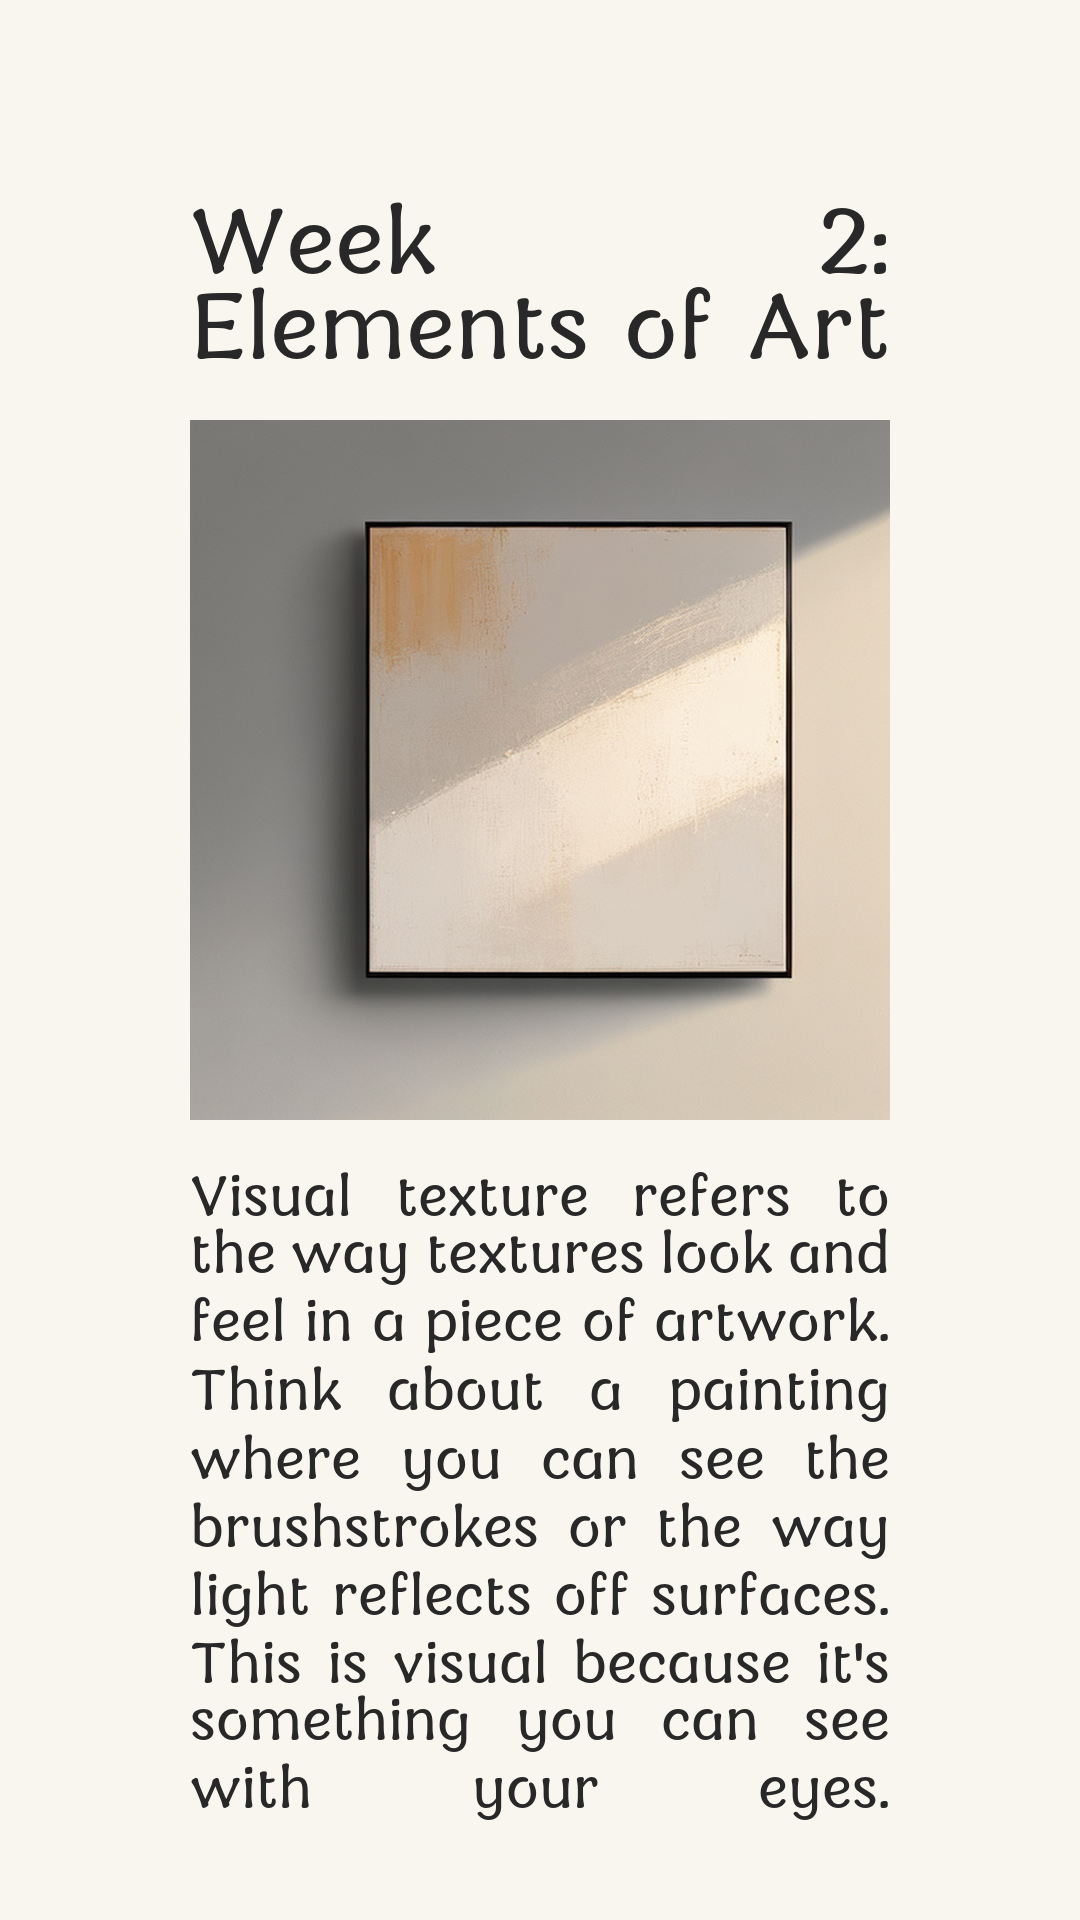 Week 2:
Elements of Art
Visual texture refers to
the way textures look and
feel in a piece of artwork.
Think about a painting
where you can see the
brushstrokes or the way
light reflects off surfaces.
This is visual because it's
something you can see
with your eyes.